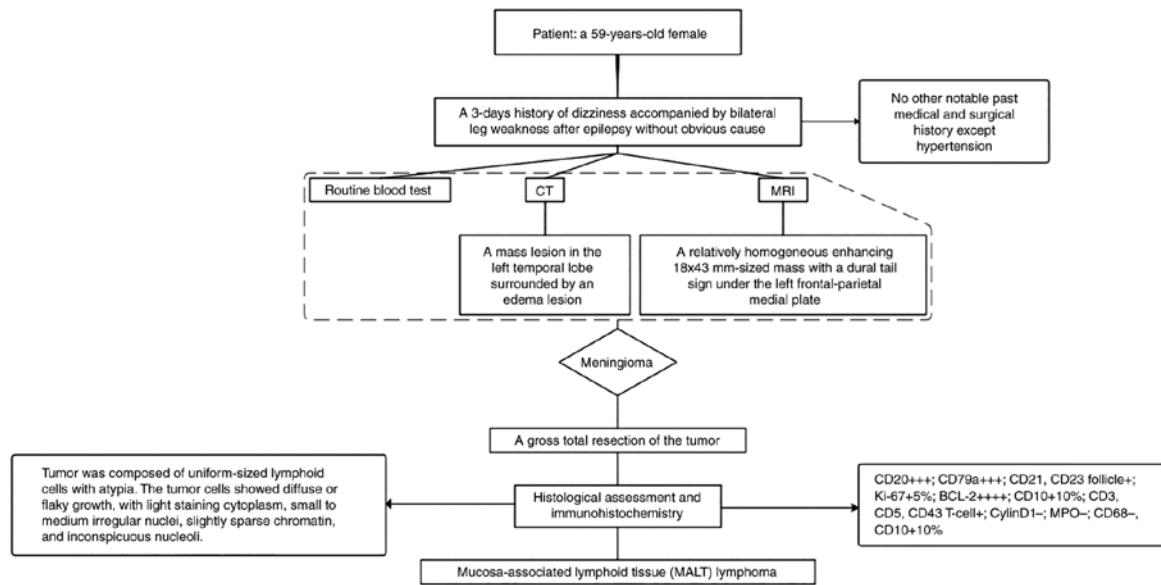 Patient: a 59-years-old female
A 3-days history of dizziness accompanied by bilateral
leg weakness after epilepsy without obvious cause
No other notable past
medical and surgical
history except
hypertension
Routine blood test
CT
MRI
A mass lesion in the
left temporal lobe
surrounded by an
edema lesion
A relatively homogeneous enhancing
18x43 mm-sized mass with a dural tail
sign under the left frontal-parietal
medial plate
Meningioma
A gross total resection of the tumor
Tumor was composed of uniform-sized lymphoid
cells with atypia. The tumor cells showed diffuse or
flaky growth, with light staining cytoplasm, small to
medium irregular nuclei, slightly sparse chromatin,
and inconspicuous nucleoli.
Histological assessment and
immunohistochemistry
CD20+++; CD79a+++; CD21, CD23 follicle+;
Ki-67+5%; BCL-2++++; CD10+10%; CD3,
CD5, CD43 T-cell+; CylinD1–; MPO–; CD68–,
CD10+10%
Mucosa-associated lymphoid tissue (MALT) lymphoma